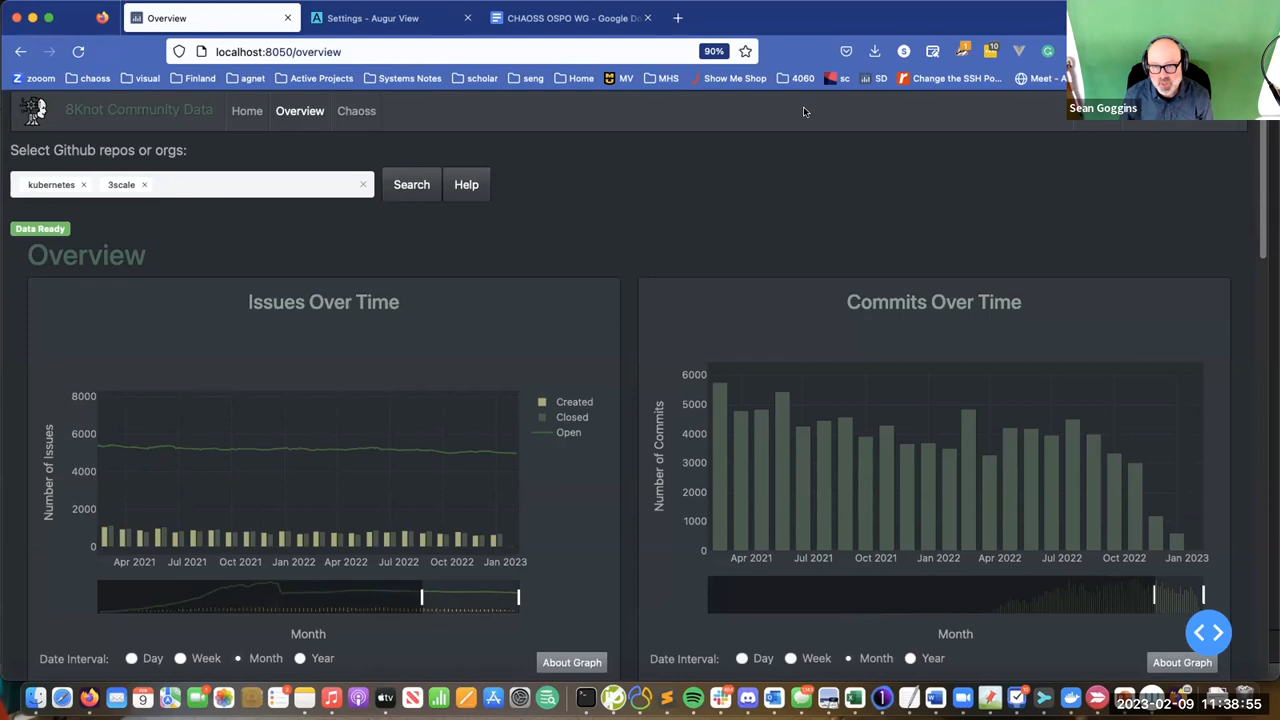 Overview
Settings - Augur View
CHAOSS OSPO WG - Google Do
localhost:8050/overview
90%
zooom
chaoss
visual
Finland
agnet
Active Projects
Systems Notes
scholar
seng
Home
MV
MHS
Show Me Shop
4060
sc
SD
Change the SSH Po...
Meet - A
Sean Goggins
8Knot Community Data
Home
Overview
Chaoss
Select Github repos or orgs:
kubernetes ×
3scale ×
Search
Help
Data Ready
Overview
Issues Over Time
Number of Issues
8000
6000
4000
2000
0
Created
Closed
Open
Apr 2021
Jul 2021
Oct 2021
Jan 2022
Apr 2022
Jul 2022
Oct 2022
Jan 2023
Month
Date Interval:
Day
Week
Month
Year
About Graph
Commits Over Time
Number of Commits
6000
5000
4000
3000
2000
1000
0
Apr 2021
Jul 2021
Oct 2021
Jan 2022
Apr 2022
Jul 2022
Oct 2022
Jan 2023
Month
Date Interval:
Day
Week
Month
Year
About Graph
2023-02-09 11:38:55